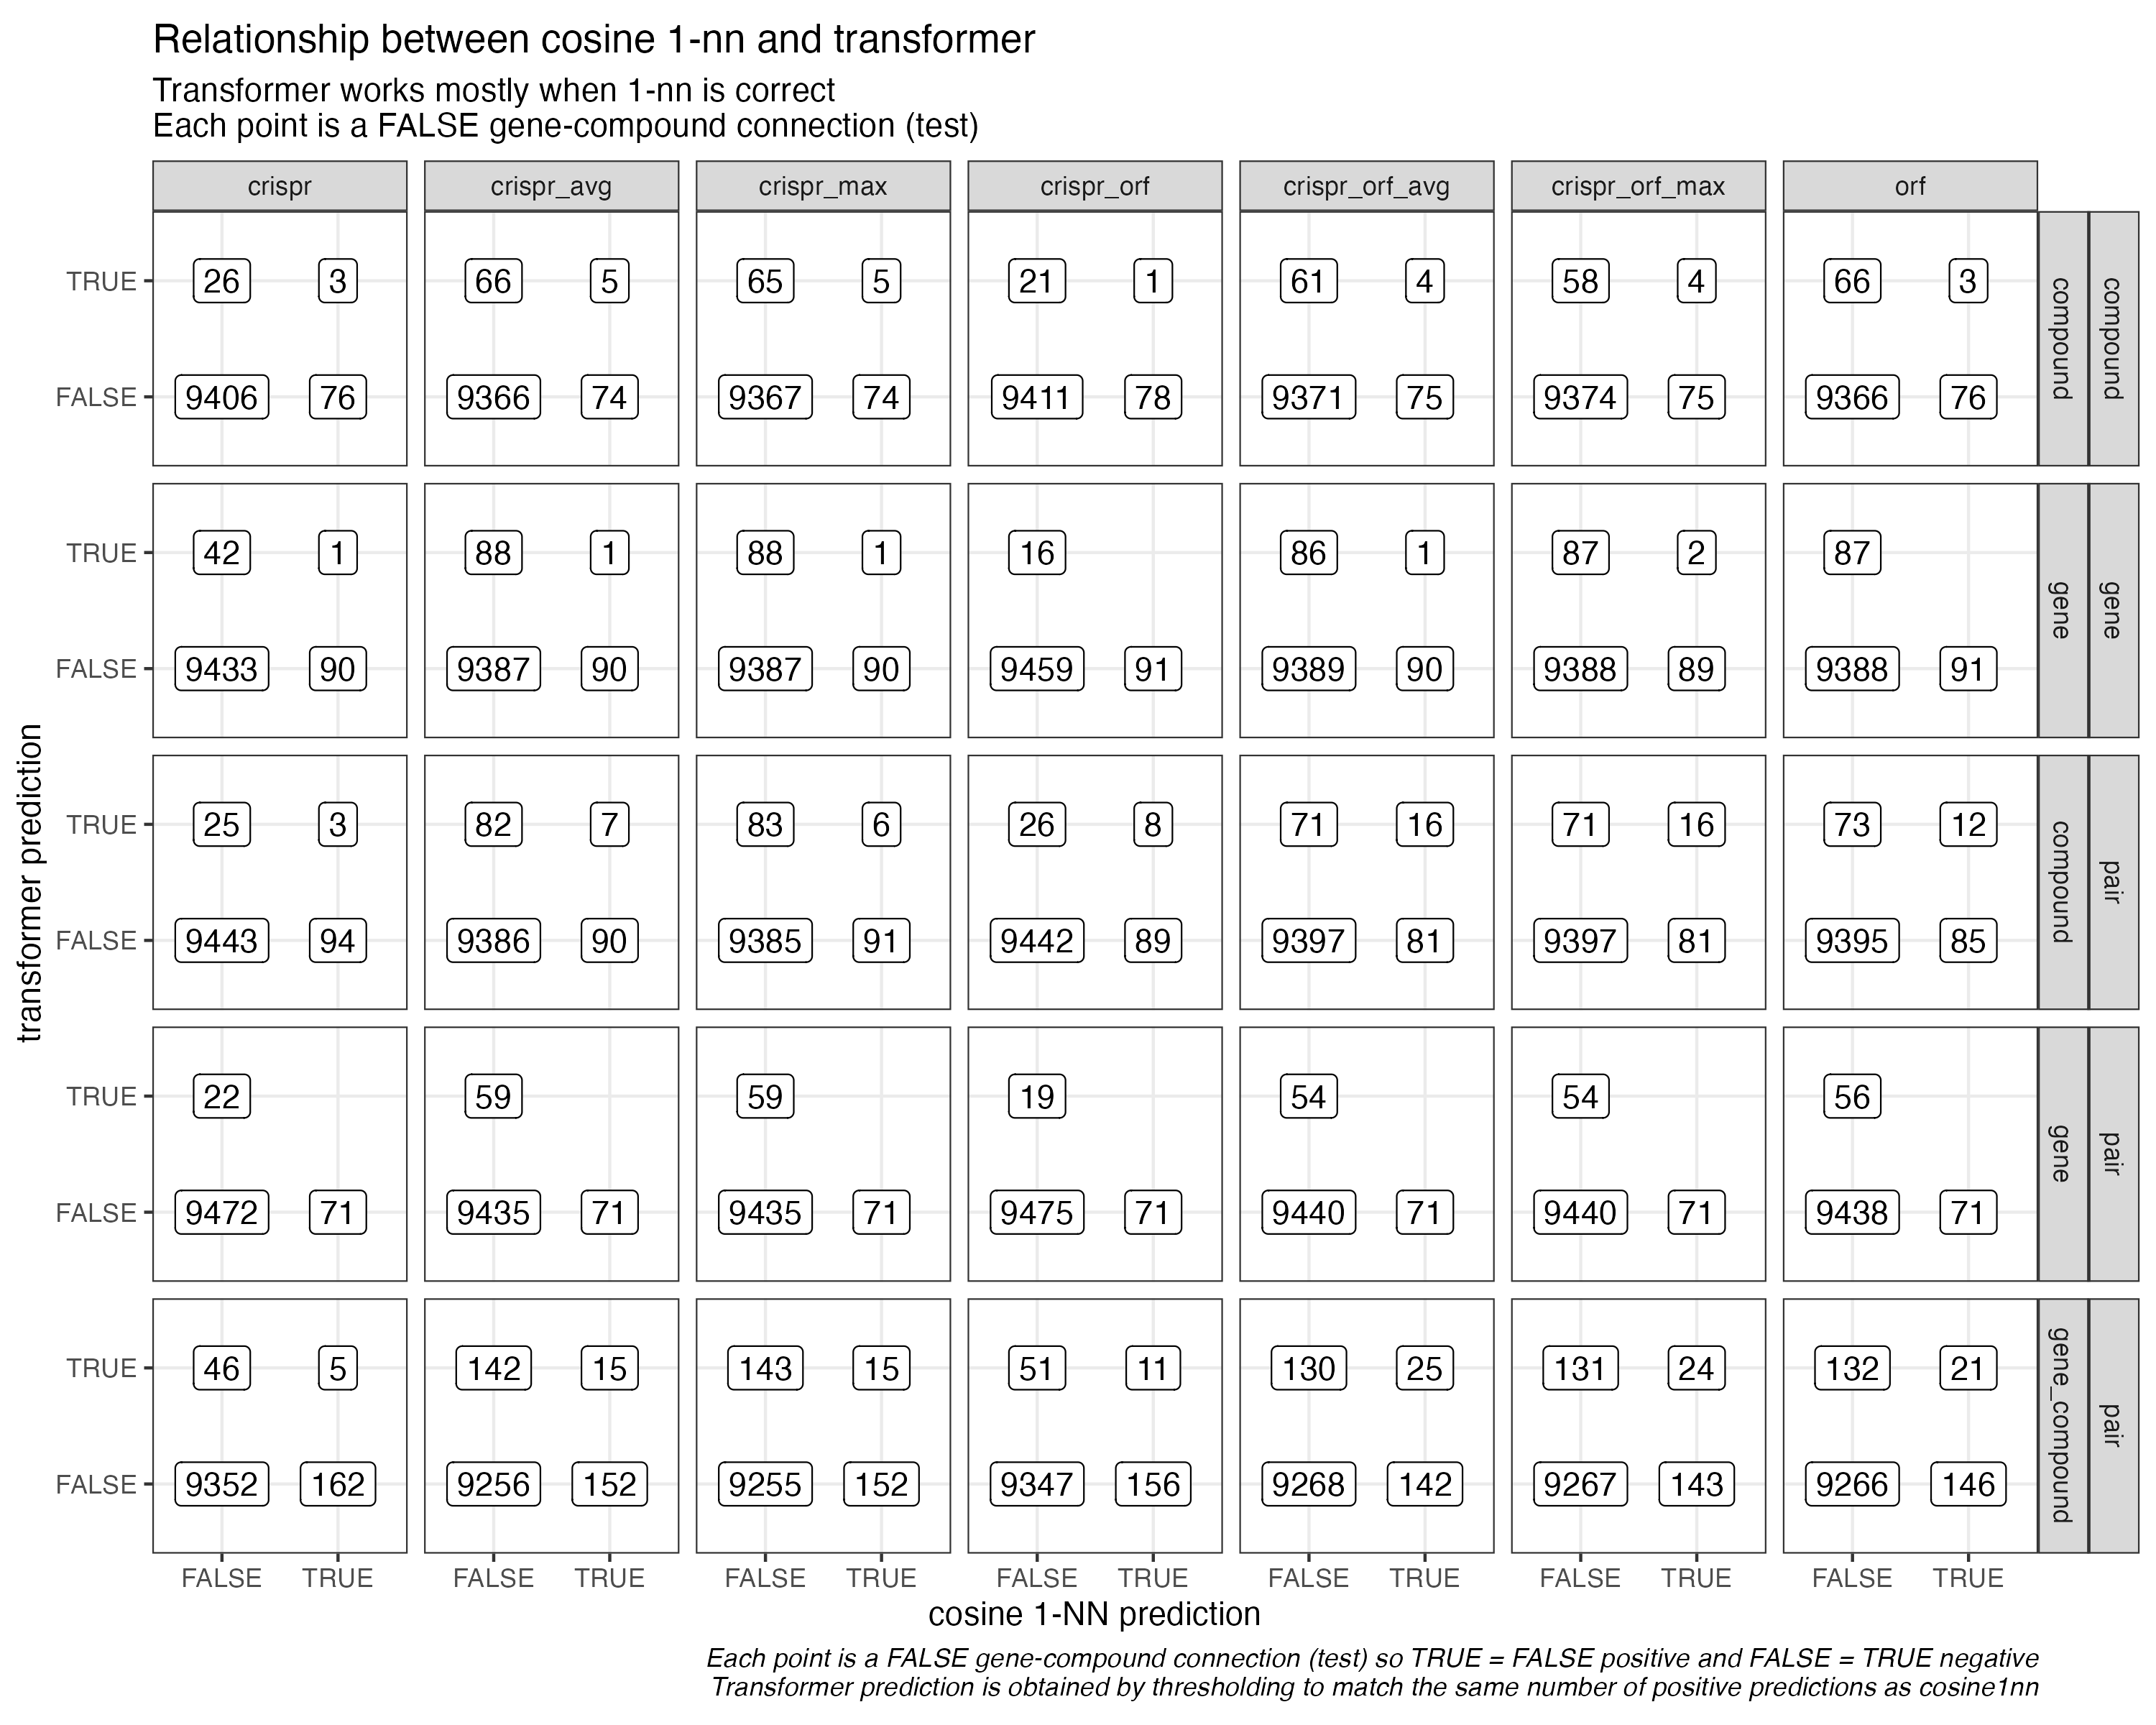 Relationship between cosine 1-nn and transformer
Transformer works mostly when 1-nn is correct
Each point is a FALSE gene-compound connection (test)
crispr crispr_avg crispr_max crispr_orf crispr_orf_avg crispr_orf_max orf
TRUE 26 3 66 5 65 5 21 1 61 4 58 4 66 3
FALSE 9406 76 9366 74 9367 74 9411 78 9371 75 9374 75 9366 76
compound compound
TRUE 42 1 88 1 88 1 16 86 1 87 2 87
FALSE 9433 90 9387 90 9387 90 9459 91 9389 90 9388 89 9388 91
gene gene
TRUE 25 3 82 7 83 6 26 8 71 16 71 16 73 12
FALSE 9443 94 9386 90 9385 91 9442 89 9397 81 9397 81 9395 85
compound pair
TRUE 22 59 59 19 54 54 56
FALSE 9472 71 9435 71 9435 71 9475 71 9440 71 9440 71 9438 71
gene pair
TRUE 46 5 142 15 143 15 51 11 130 25 131 24 132 21
FALSE 9352 162 9256 152 9255 152 9347 156 9268 142 9267 143 9266 146
gene_compound pair
FALSE TRUE FALSE TRUE FALSE TRUE FALSE TRUE FALSE TRUE FALSE TRUE FALSE TRUE
transformer prediction
cosine 1-NN prediction
Each point is a FALSE gene-compound connection (test) so TRUE = FALSE positive and FALSE = TRUE negative
Transformer prediction is obtained by thresholding to match the same number of positive predictions as cosine1nn